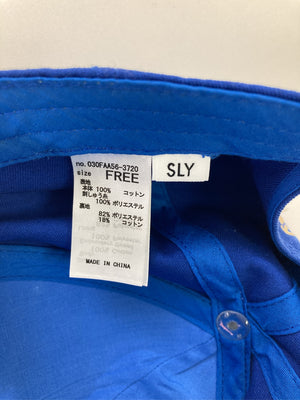 no. 030FAA56-3720
size FREE
表地
本体 100% コットン
刺しゅう糸
100% ポリエステル
裏地
82% ポリエステル
18% コットン
MADE IN CHINA
SLY